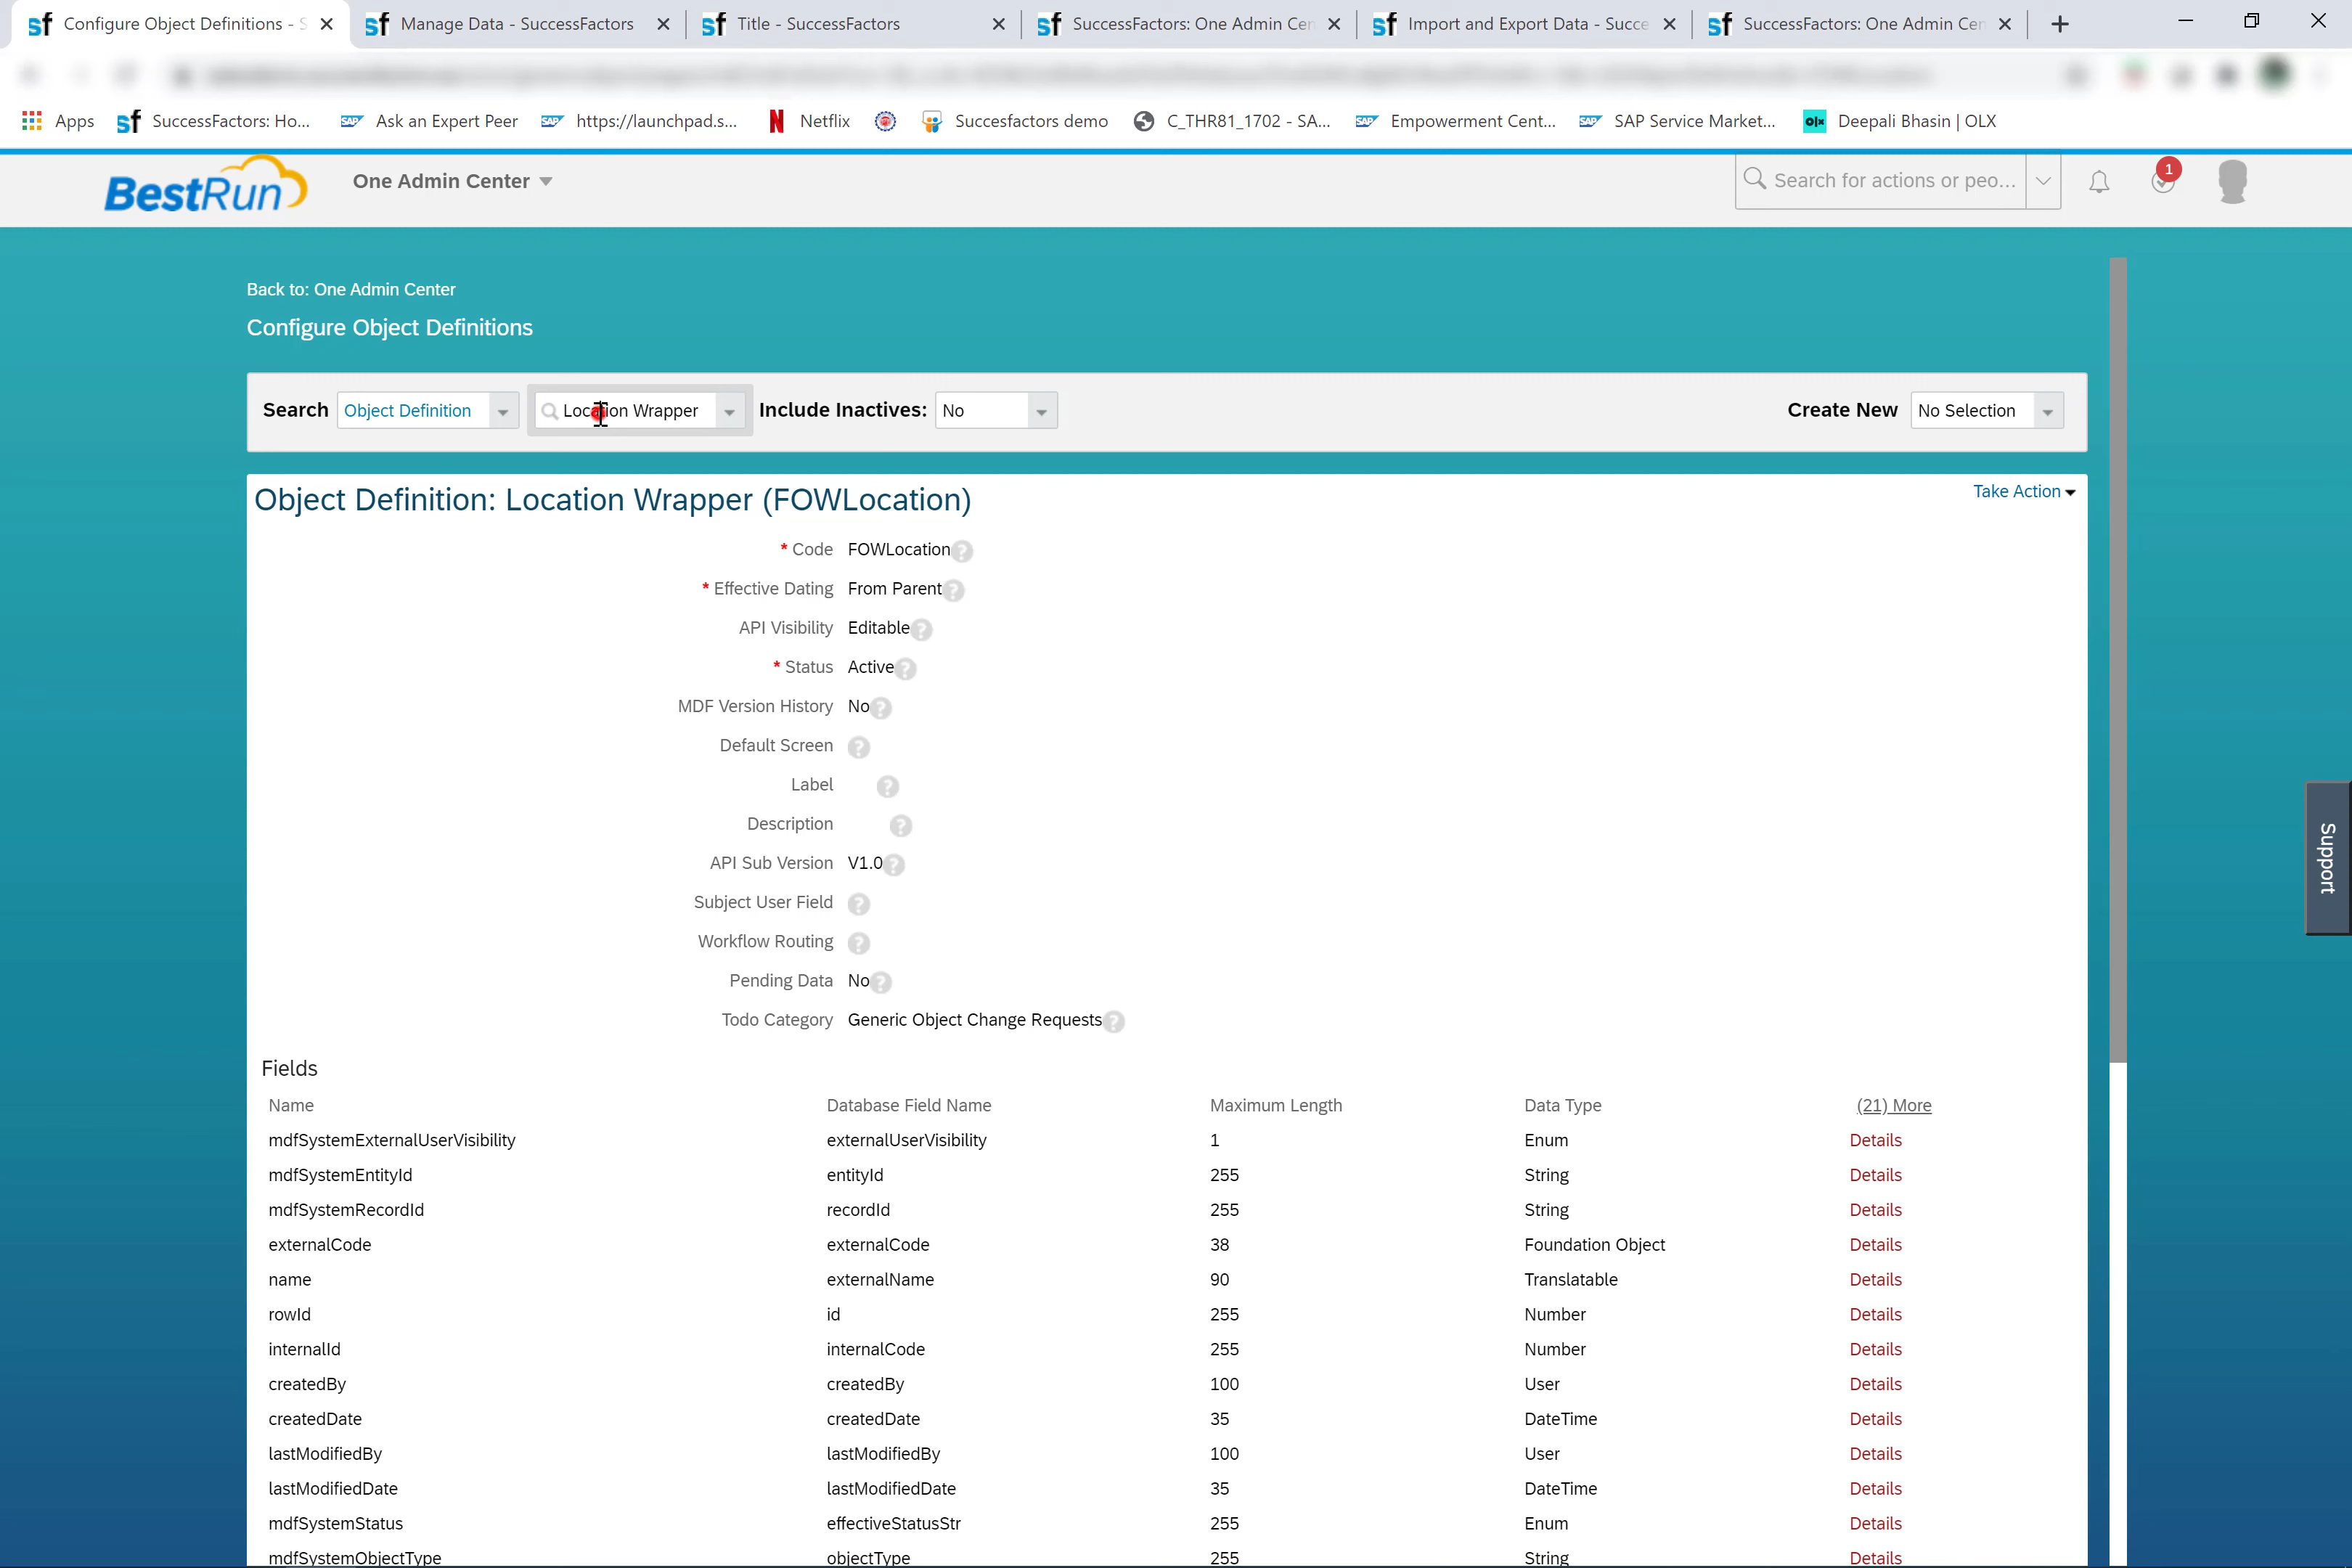 Configure Object Definitions - S
Manage Data - SuccessFactors
Title - SuccessFactors
SuccessFactors: One Admin Cen
Import and Export Data - Succe
SuccessFactors: One Admin Cen
Apps
SuccessFactors: Ho...
Ask an Expert Peer
https://launchpad.s...
Netflix
Succesfactors demo
C_THR81_1702 - SA...
Empowerment Cent...
SAP Service Market...
Deepali Bhasin | OLX
BestRun
One Admin Center
Search for actions or peo...
1
Back to: One Admin Center
Configure Object Definitions
Search Object Definition Location Wrapper Include Inactives: No Create New No Selection
Object Definition: Location Wrapper (FOWLocation)
Take Action
* Code FOWLocation
* Effective Dating From Parent
API Visibility Editable
* Status Active
MDF Version History No
Default Screen
Label
Description
API Sub Version V1.0
Subject User Field
Workflow Routing
Pending Data No
Todo Category Generic Object Change Requests
Support
Fields
Name Database Field Name Maximum Length Data Type (21) More
mdfSystemExternalUserVisibility externalUserVisibility 1 Enum Details
mdfSystemEntityId entityId 255 String Details
mdfSystemRecordId recordId 255 String Details
externalCode externalCode 38 Foundation Object Details
name externalName 90 Translatable Details
rowId id 255 Number Details
internalId internalCode 255 Number Details
createdBy createdBy 100 User Details
createdDate createdDate 35 DateTime Details
lastModifiedBy lastModifiedBy 100 User Details
lastModifiedDate lastModifiedDate 35 DateTime Details
mdfSystemStatus effectiveStatusStr 255 Enum Details
mdfSystemObjectType objectType 255 String Details